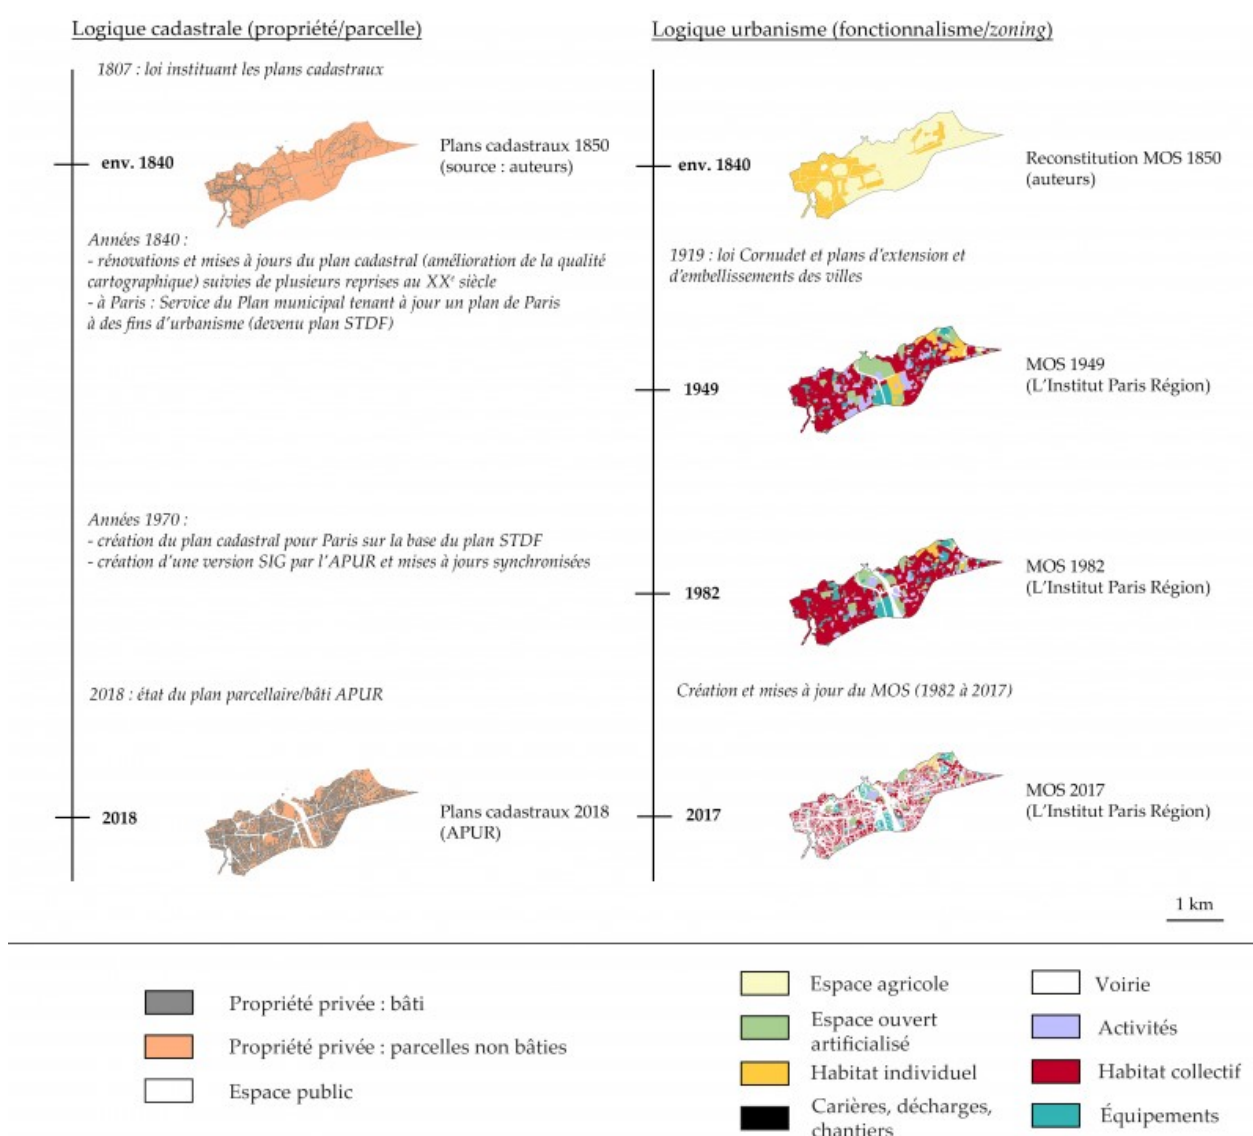 Logique cadastrale (propriété/parcelle)
1807 : loi instituant les plans cadastraux
env. 1840
Plans cadastraux 1850
(source : auteurs)
Années 1840 :
- rénovations et mises à jours du plan cadastral (amélioration de la qualité
cartographique) suivies de plusieurs reprises au XXe siècle
- à Paris : Service du Plan municipal tenant à jour un plan de Paris
à des fins d'urbanisme (devenu plan STDF)
Années 1970 :
- création du plan cadastral pour Paris sur la base du plan STDF
- création d'une version SIG par l'APUR et mises à jours synchronisées
2018 : état du plan parcellaire/bâti APUR
2018
Plans cadastraux 2018
(APUR)
Logique urbanisme (fonctionnalisme/zoning)
env. 1840
Reconstitution MOS 1850
(auteurs)
1919 : loi Cornudet et plans d'extension et
d'embellissements des villes
1949
MOS 1949
(L'Institut Paris Région)
1982
MOS 1982
(L'Institut Paris Région)
Création et mises à jour du MOS (1982 à 2017)
2017
MOS 2017
(L'Institut Paris Région)
1 km
Propriété privée : bâti
Propriété privée : parcelles non bâties
Espace public
Espace agricole
Espace ouvert
artificialisé
Habitat individuel
Carières, décharges,
chantiers
Voirie
Activités
Habitat collectif
Équipements